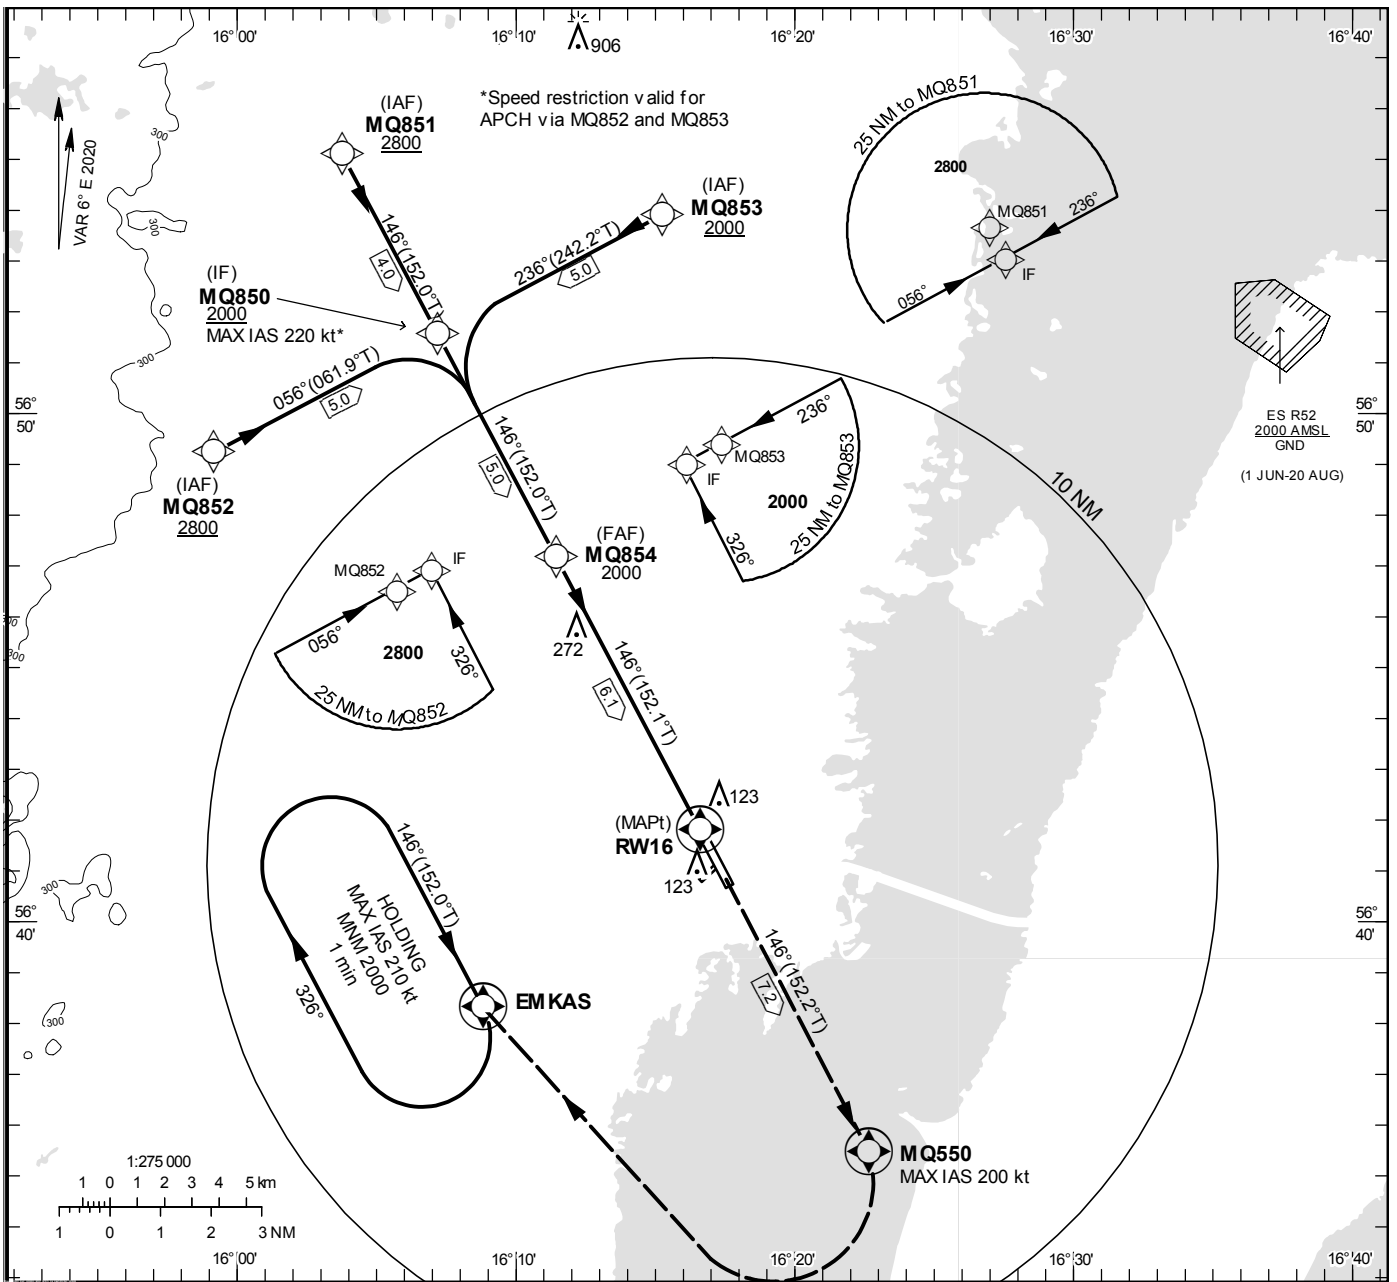 16°00'
16°10'
16°20'
16°30'
16°40'
906
*Speed restriction valid for
APCH via MQ852 and MQ853
(IAF)
MQ851
2800
25 NM to MQ851
2800
MQ851
236°
IF
056°
VAR 6° E 2020
300
300
(IAF)
MQ853
2000
146°(152.0°T)
4.0
236°(242.2°T)
5.0
(IF)
MQ850
2000
MAX IAS 220 kt*
300
056°(061.9°T)
5.0
56°
50'
56°
50'
ES R52
2000 AMSL
GND
(1 JUN-20 AUG)
236°
MQ853
IF
2000
25 NM to MQ853
326°
10 NM
(IAF)
MQ852
2800
146°(152.0°T)
5.0
(FAF)
MQ854
2000
MQ852
IF
056°
2800
326°
25 NM to MQ852
272
300
146°(152.1°T)
6.1
123
(MAPt)
RW16
123
146°(152.0°T)
HOLDING
MAX IAS 210 kt
MNM 2000
1 min
326°
300
56°
40'
56°
40'
EMKAS
146°(152.2°T)
7.2
300
MQ550
MAX IAS 200 kt
1:275 000
1 0 1 2 3 4 5 km
1 0 1 2 3 NM
16°00'
16°10'
16°20'
16°30'
16°40'